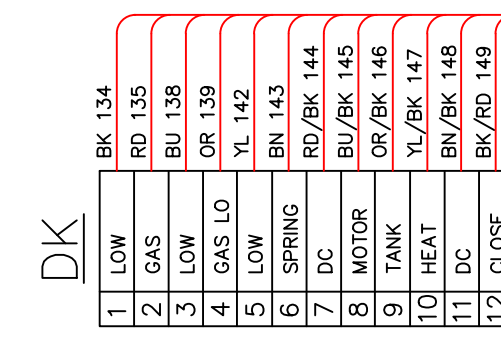 BK 134
RD 135
BU 138
OR 139
YL 142
BN 143
RD/BK 144
BU/BK 145
OR/BK 146
YL/BK 147
BN/BK 148
BK/RD 149
DK
LOW
GAS
LOW
GAS LO
LOW
SPRING
DC
MOTOR
TANK
HEAT
DC
CLOSE
1
2
3
4
5
6
7
8
9
10
11
12